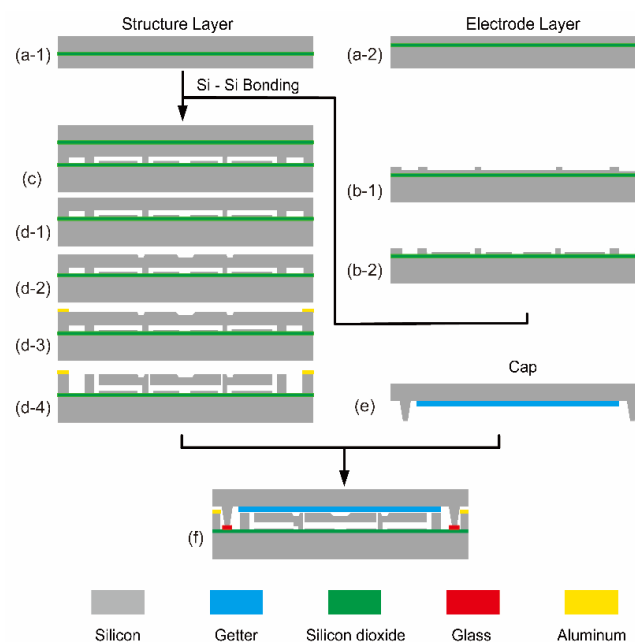 Structure Layer
Electrode Layer
(a-1)
(a-2)
Si - Si Bonding
(c)
(b-1)
(d-1)
(d-2)
(b-2)
(d-3)
Cap
(d-4)
(e)
(f)
Silicon
Getter
Silicon dioxide
Glass
Aluminum